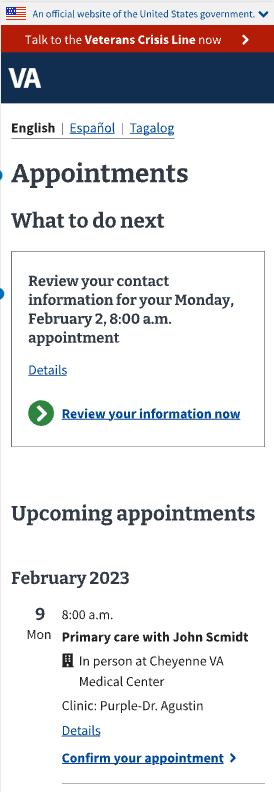 An official website of the United States government.
Talk to the Veterans Crisis Line now
VA
English | Español | Tagalog
Appointments
What to do next
Review your contact
information for your Monday,
February 2, 8:00 a.m.
appointment
Details
Review your information now
Upcoming appointments
February 2023
9 8:00 a.m.
Mon Primary care with John Scmidt
In person at Cheyenne VA
Medical Center
Clinic: Purple-Dr. Agustin
Details
Confirm your appointment